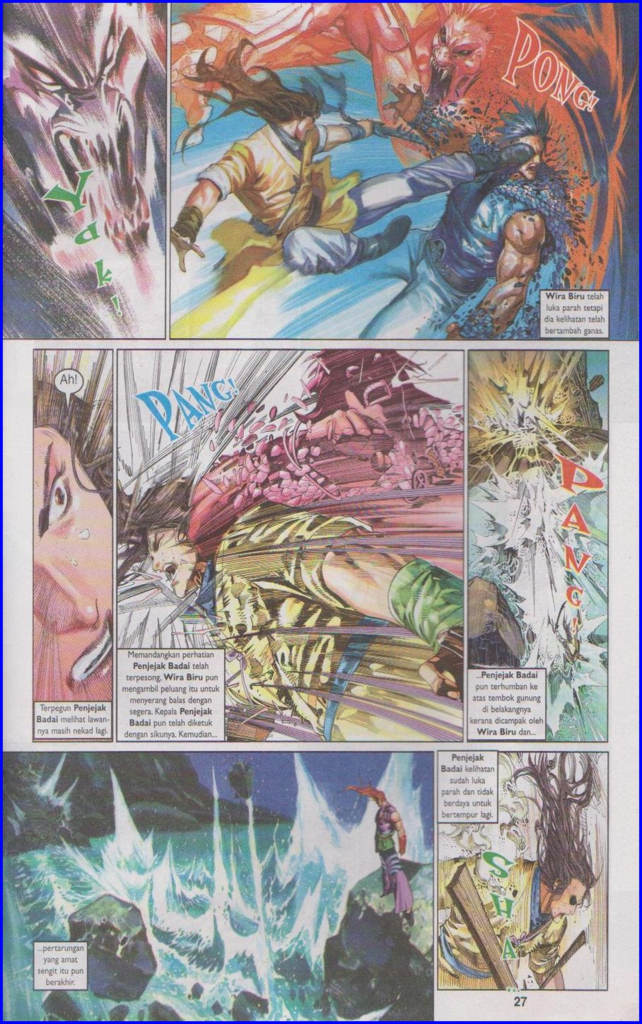 Yak!
PONG!
Wira Biru telah
luka parah tetapi
dia kelihatan telah
bertambah ganas.
Ah!
Terpegun Penjejak
Badai melihat lawan-
nya masih nekad lagi.
PANG!
Memandangkan perhatian
Penjejak Badai telah
terpesong, Wira Biru pun
mengambil peluang itu untuk
menyerang balas dengan
segera. Kepala Penjejak
Badai pun telah diketuk
dengan sikunya. Kemudian...
PANG!
...Penjejak Badai
pun terhumban ke
atas tembok gunung
di belakangnya
kerana dicampak oleh
Wira Biru dan...
...pertarungan
yang amat
sengit itu pun
berakhir.
Penjejak
Badai kelihatan
sudah luka
parah dan tidak
berdaya untuk
bertempur lagi.
SHA...
27